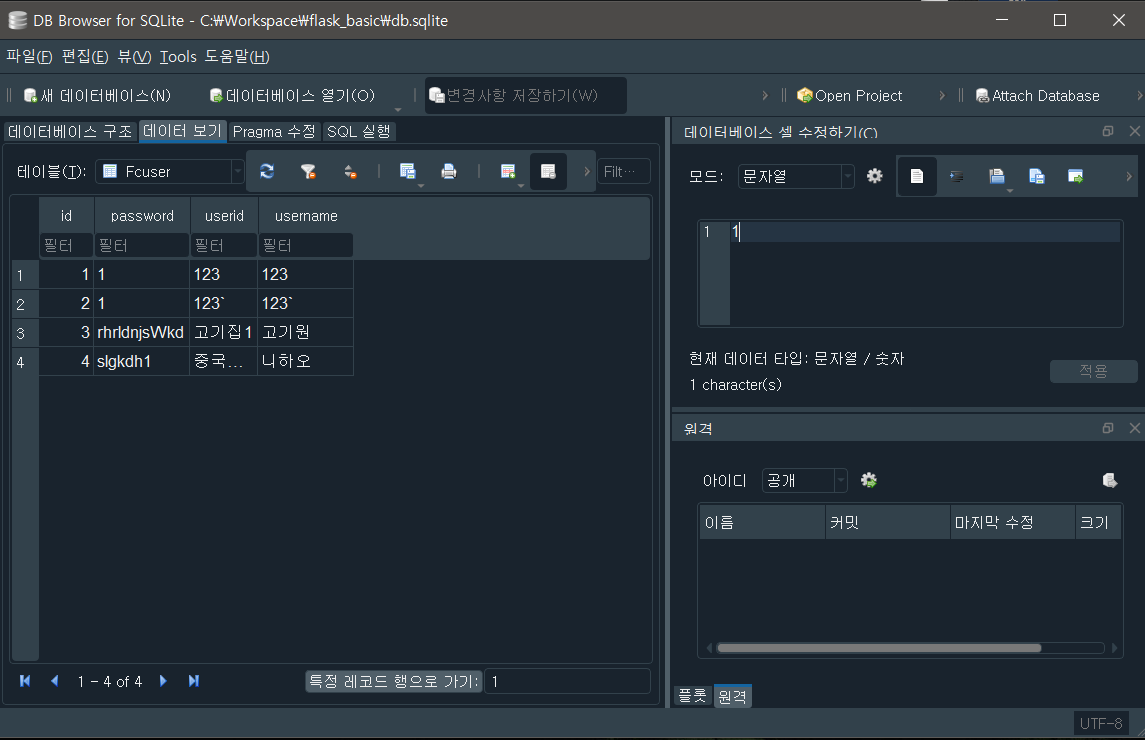 DB Browser for SQLite - C:₩Workspace₩flask_basic₩db.sqlite
파일(F) 편집(E) 뷰(V) Tools 도움말(H)
새 데이터베이스(N) 데이터베이스 열기(O) 변경사항 저장하기(W) Open Project Attach Database
데이터베이스 구조 데이터 보기 Pragma 수정 SQL 실행
테이블(T): Fcuser Filt…
id password userid username
필터 필터 필터 필터
1 1 1 123 123
2 2 1 123` 123`
3 3 rhrldnjsWkd 고기집1 고기원
4 4 slgkdh1 중국… 니하오
1 - 4 of 4 특정 레코드 행으로 가기: 1
데이터베이스 셀 수정하기(C)
모드: 문자열
1 1
현재 데이터 타입: 문자열 / 숫자
1 character(s)
적용
원격
아이디 공개
이름 커밋 마지막 수정 크기
플롯 원격
UTF-8